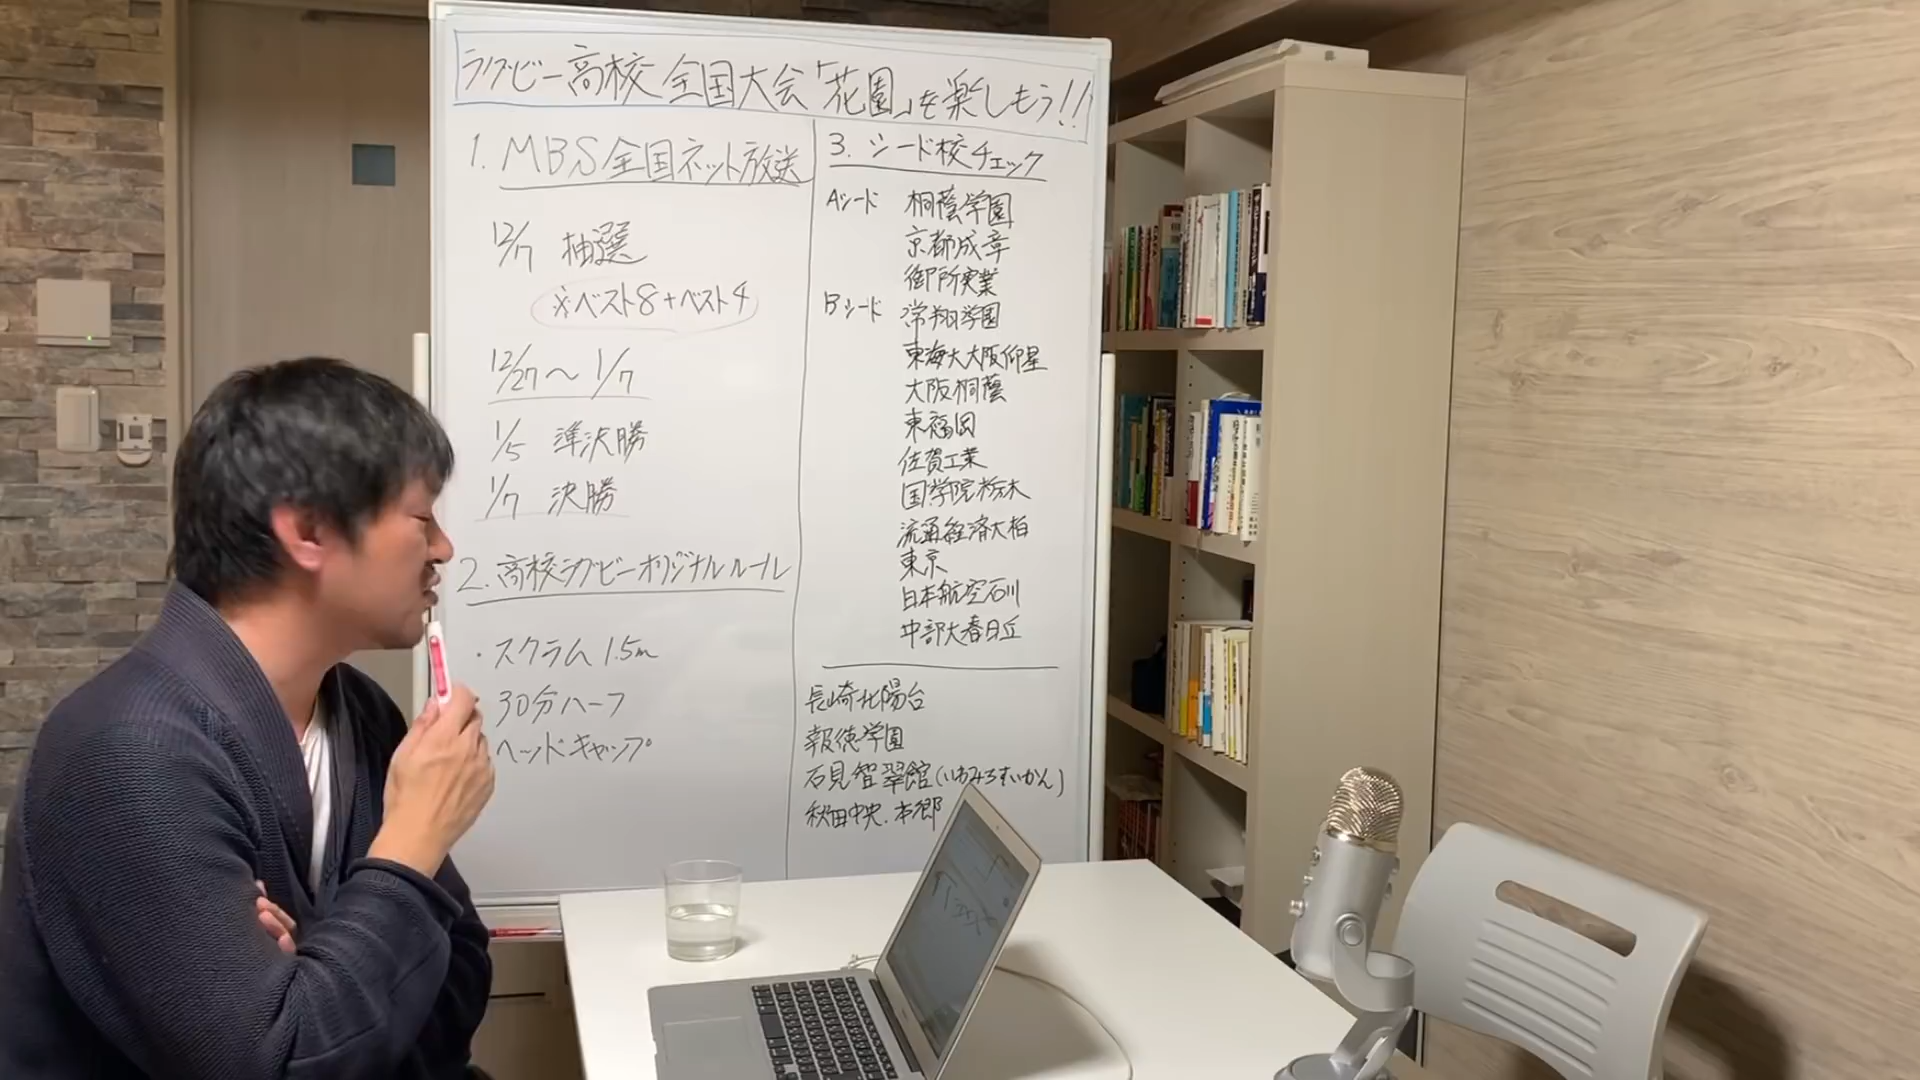 ラグビー高校全国大会「花園」を楽しもう!!
1. MBS全国ネット放送
12/7 抽選
※ベスト8+ベスト4
12/27〜1/7
1/5 準決勝
1/7 決勝
2. 高校ラグビーオリジナルルール
・スクラム1.5m
30分ハーフ
ヘッドキャップ
3. シード校チェック
Aシード 桐蔭学園
京都成章
御所実業
Bシード 常翔学園
東海大大阪仰星
大阪桐蔭
東福岡
佐賀工業
国学院栃木
流通経済大柏
東京
日本航空石川
中部大春日丘
長崎北陽台
報徳学園
石見智翠館(いわみちすいかん)
秋田中央.本郷